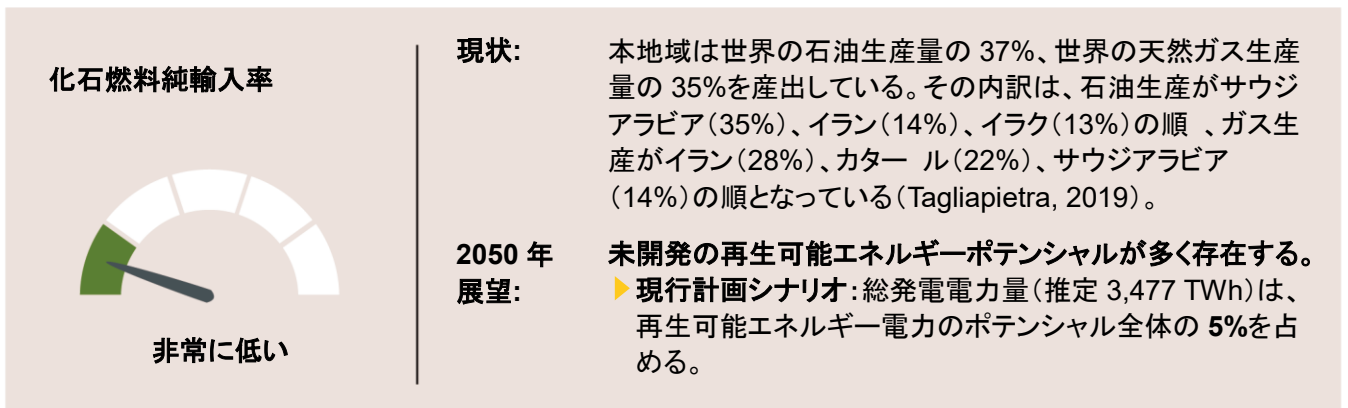 化石燃料純輸入率
非常に低い
現状:
本地域は世界の石油生産量の 37%、世界の天然ガス生産
量の 35%を産出している。その内訳は、石油生産がサウジ
アラビア（35%）、イラン（14%）、イラク（13%）の順 、ガス生
産がイラン（28%）、カター ル（22%）、サウジアラビア
（14%）の順となっている（Tagliapietra, 2019）。
2050 年
展望:
未開発の再生可能エネルギーポテンシャルが多く存在する。
現行計画シナリオ：総発電電力量（推定 3,477 TWh）は、
再生可能エネルギー電力のポテンシャル全体の 5%を占
める。